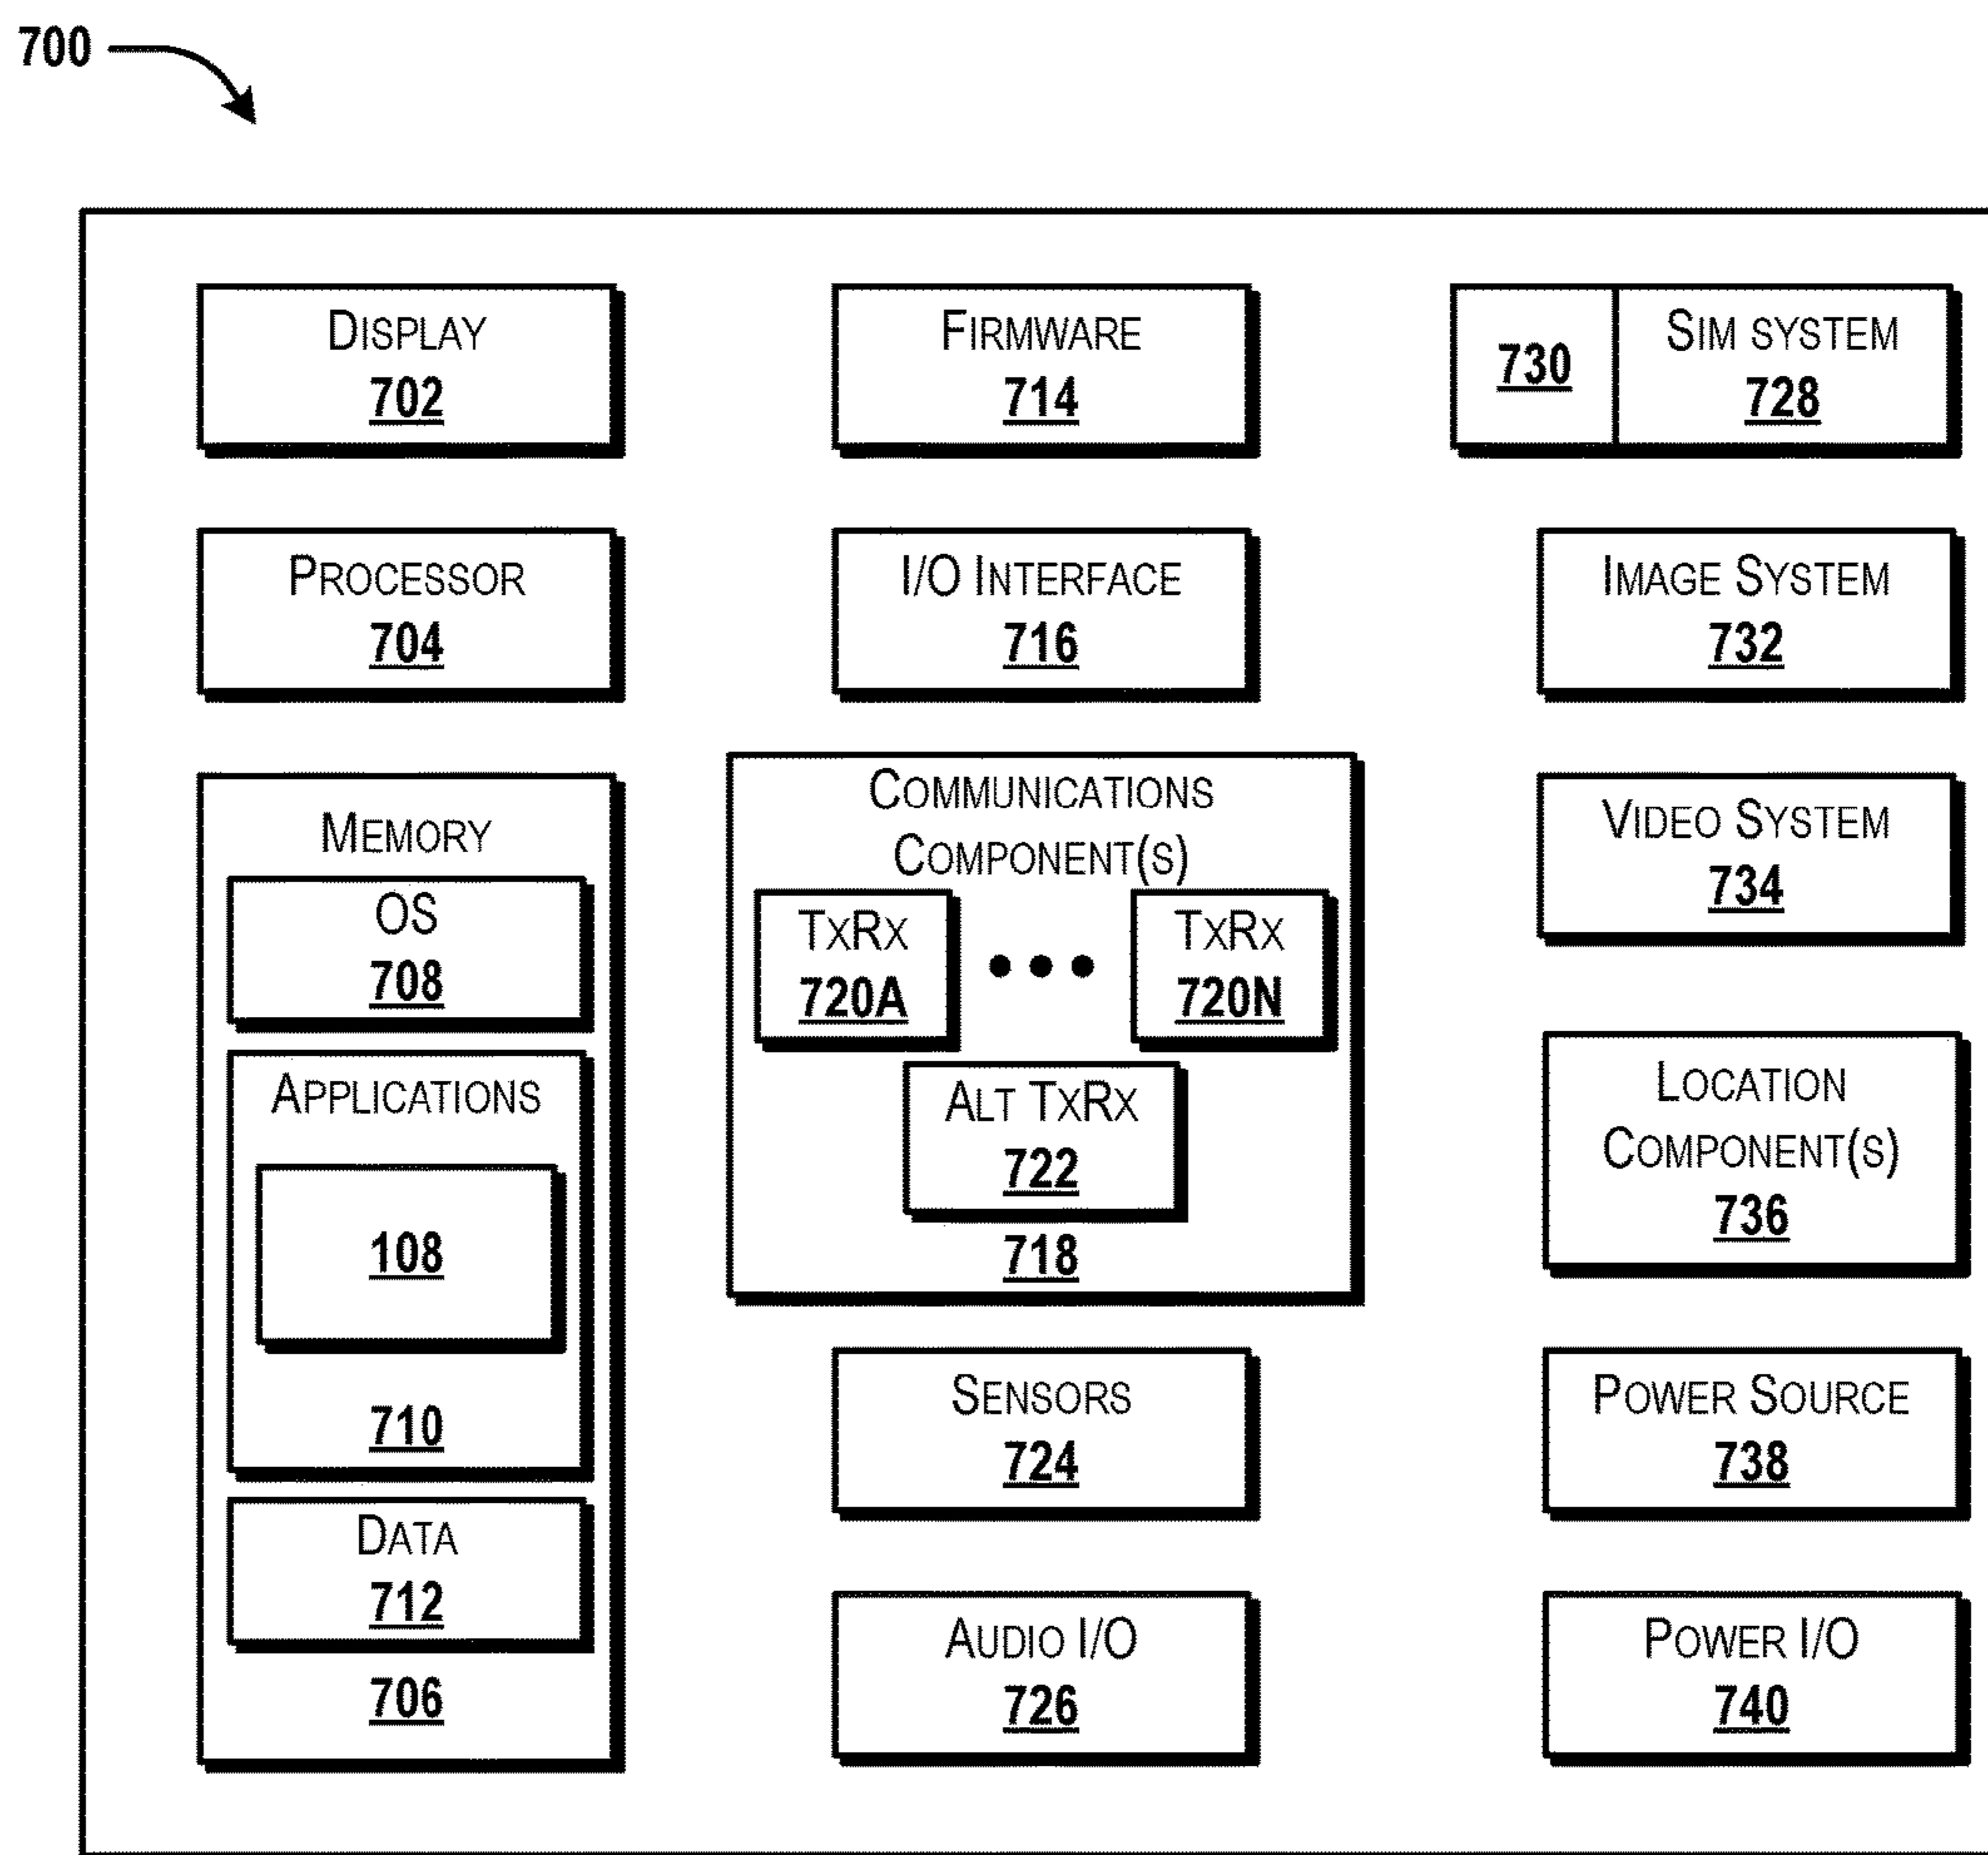 700
DISPLAY
702
PROCESSOR
704
MEMORY
OS
708
APPLICATIONS
108
710
DATA
712
706
FIRMWARE
714
I/O INTERFACE
716
COMMUNICATIONS
COMPONENT(S)
TXRX
720A
TXRX
720N
ALT TXRX
722
718
SENSORS
724
AUDIO I/O
726
730
SIM SYSTEM
728
IMAGE SYSTEM
732
VIDEO SYSTEM
734
LOCATION
COMPONENT(S)
736
POWER SOURCE
738
POWER I/O
740